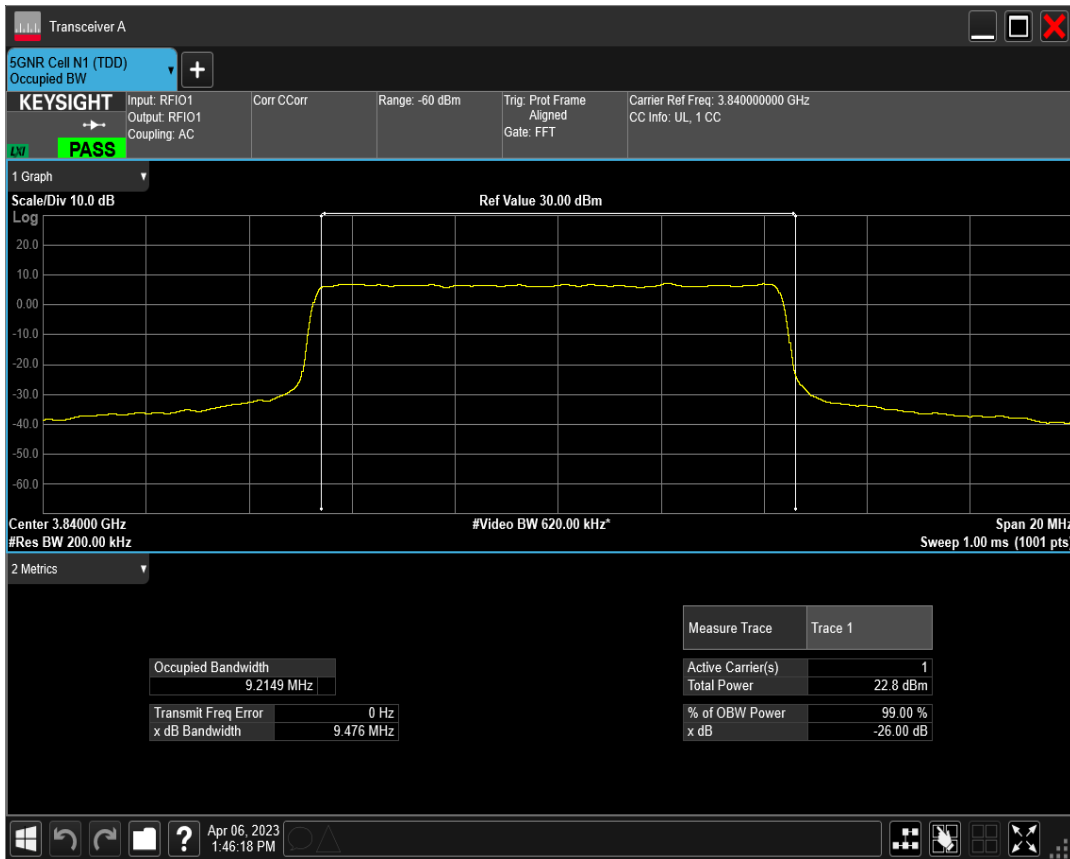 Transceiver A
5GNR Cell N1 (TDD)
Occupied BW
+
KEYSIGHT
LXI
PASS
Input: RFIO1
Output: RFIO1
Coupling: AC
Corr CCorr
Range: -60 dBm
Trig: Prot Frame
Aligned
Gate: FFT
Carrier Ref Freq: 3.840000000 GHz
CC Info: UL, 1 CC
1 Graph
Scale/Div 10.0 dB
Ref Value 30.00 dBm
Log
20.0
10.0
0.00
-10.0
-20.0
-30.0
-40.0
-50.0
-60.0
Center 3.84000 GHz
#Video BW 620.00 kHz*
Span 20 MHz
#Res BW 200.00 kHz
Sweep 1.00 ms (1001 pts)
2 Metrics
Measure Trace Trace 1
Occupied Bandwidth
9.2149 MHz
Active Carrier(s) 1
Total Power 22.8 dBm
Transmit Freq Error 0 Hz
x dB Bandwidth 9.476 MHz
% of OBW Power 99.00 %
x dB -26.00 dB
?
Apr 06, 2023
1:46:18 PM